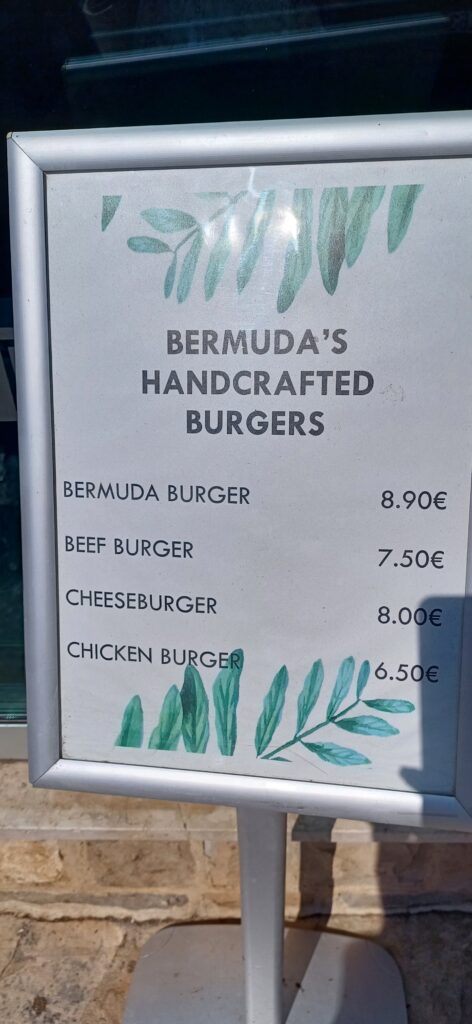 BERMUDA'S
HANDCRAFTED
BURGERS
BERMUDA BURGER 8.90€
BEEF BURGER 7.50€
CHEESEBURGER 8.00€
CHICKEN BURGER 6.50€